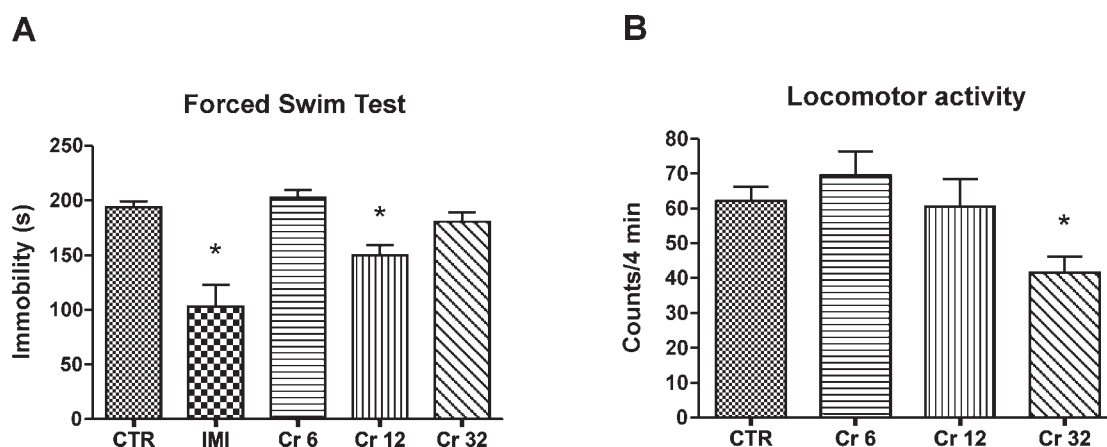 A
Forced Swim Test
Immobility (s)
250
200
150
100
50
0
*
*
CTR IMI Cr 6 Cr 12 Cr 32
B
Locomotor activity
Counts/4 min
80
70
60
50
40
30
20
10
0
*
CTR Cr 6 Cr 12 Cr 32